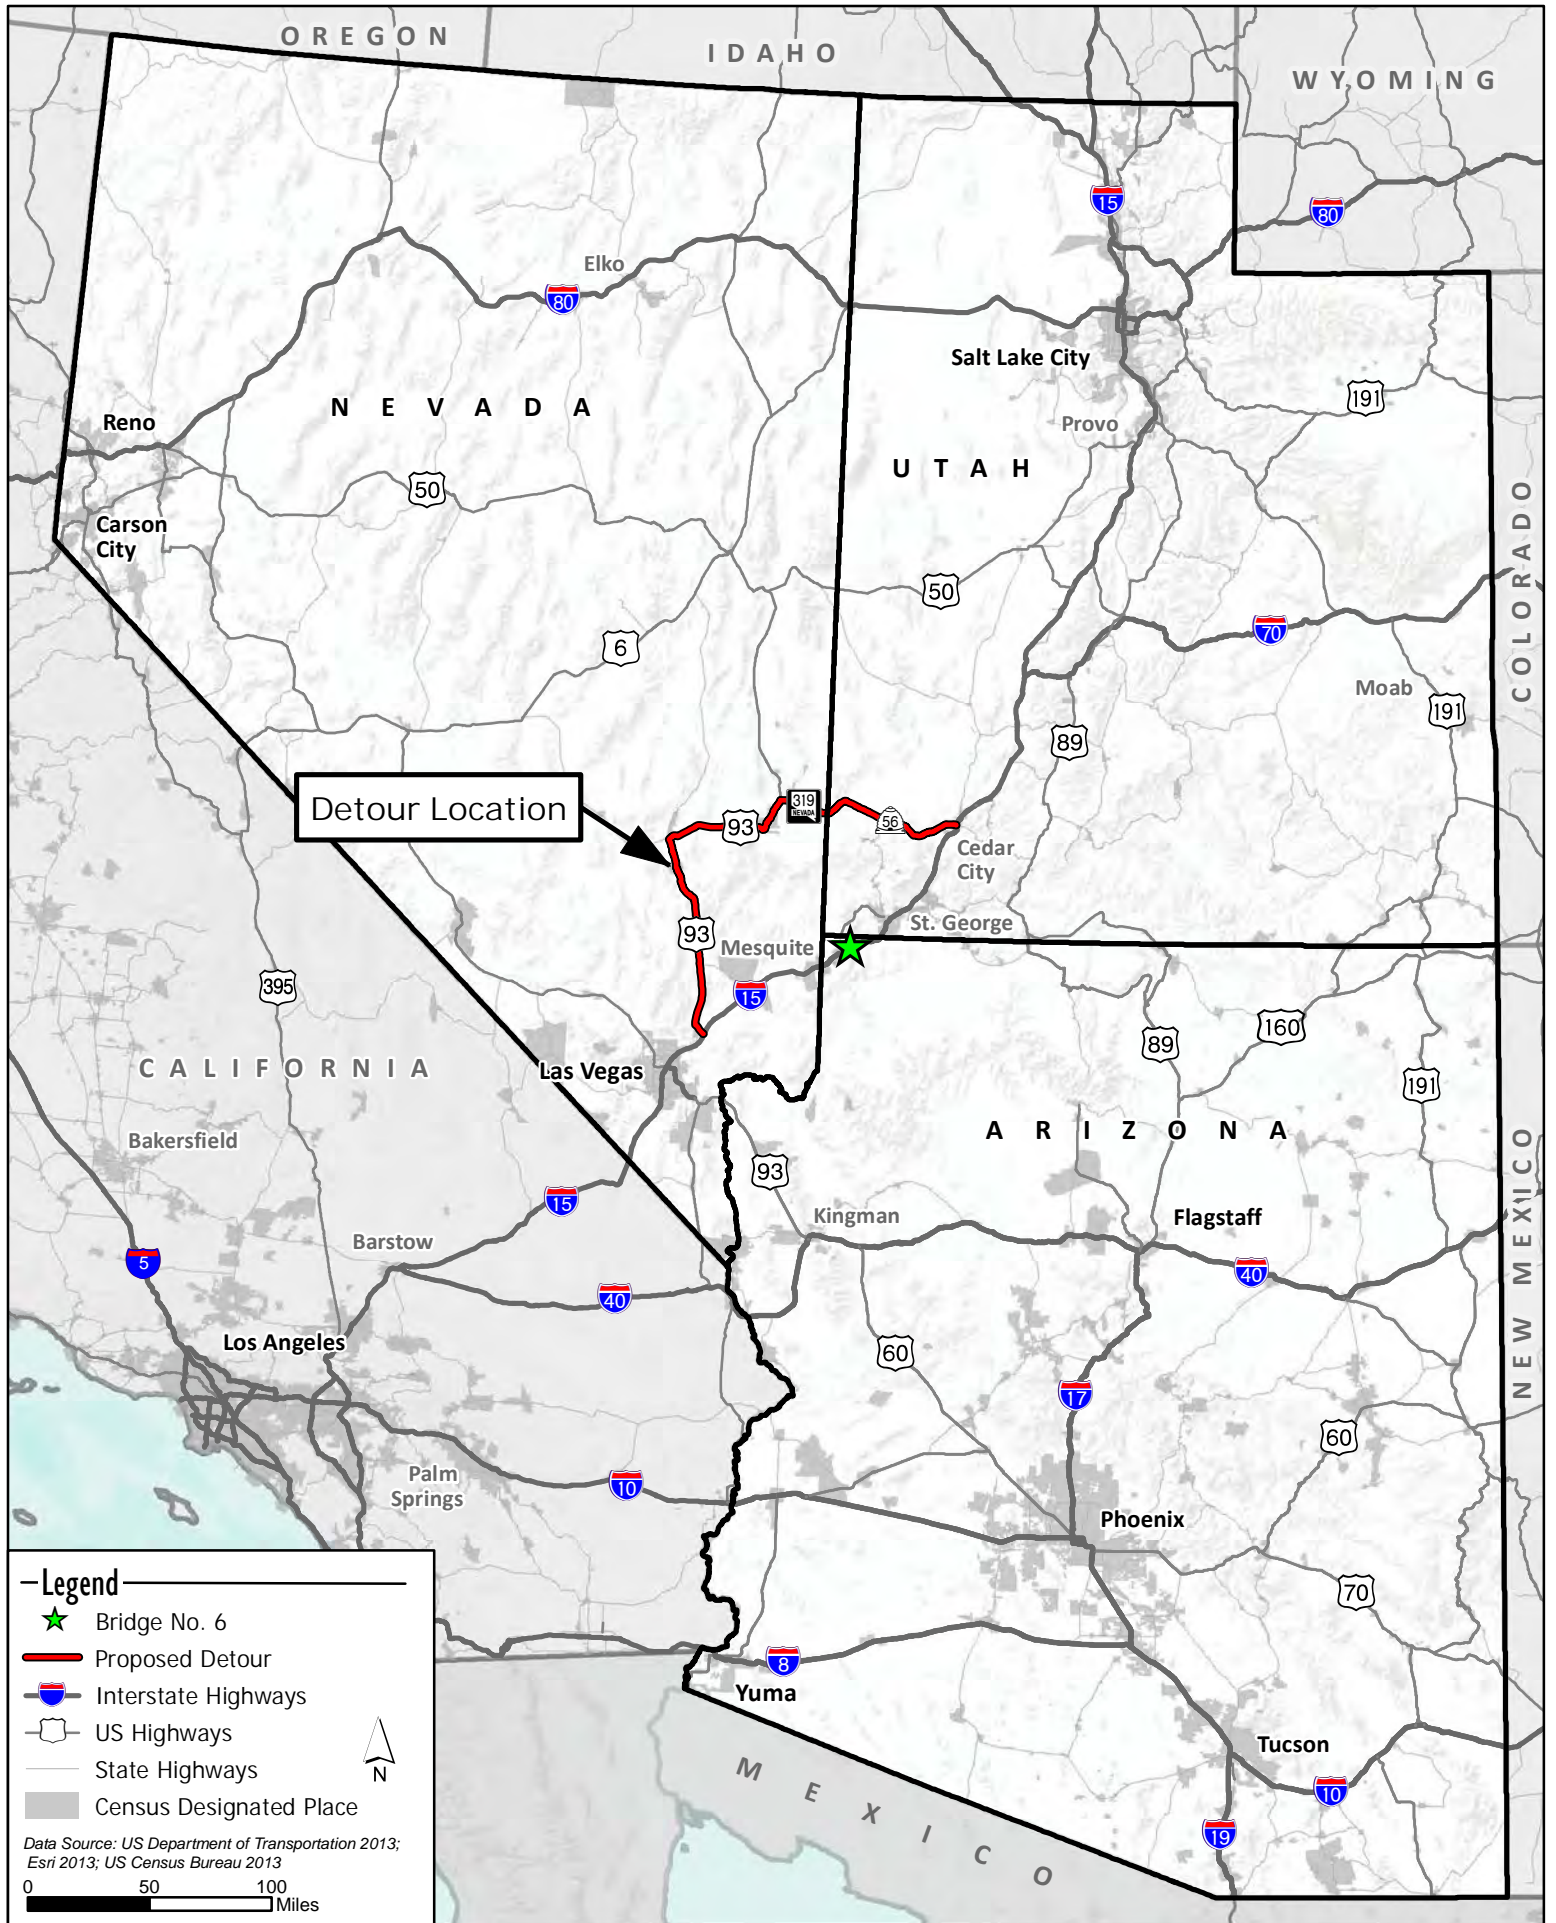 OREGON
IDAHO
WYOMING
15
80
Elko
80
Salt Lake City
191
NEVADA
Reno
Provo
UTAH
50
Carson
City
COLORADO
50
6
70
Moab
191
89
Detour Location
319
NEVADA
93
56
Cedar
City
St. George
93
Mesquite
15
395
160
89
CALIFORNIA
Las Vegas
191
ARIZONA
Bakersfield
93
NEW MEXICO
15
Kingman
Flagstaff
Barstow
5
40
40
Los Angeles
60
17
60
Palm
Springs
10
Phoenix
70
8
Yuma
Tucson
10
19
MEXICO
Legend
Bridge No. 6
Proposed Detour
Interstate Highways
US Highways
State Highways
Census Designated Place
N
Data Source: US Department of Transportation 2013;
Esri 2013; US Census Bureau 2013
0 50 100
Miles